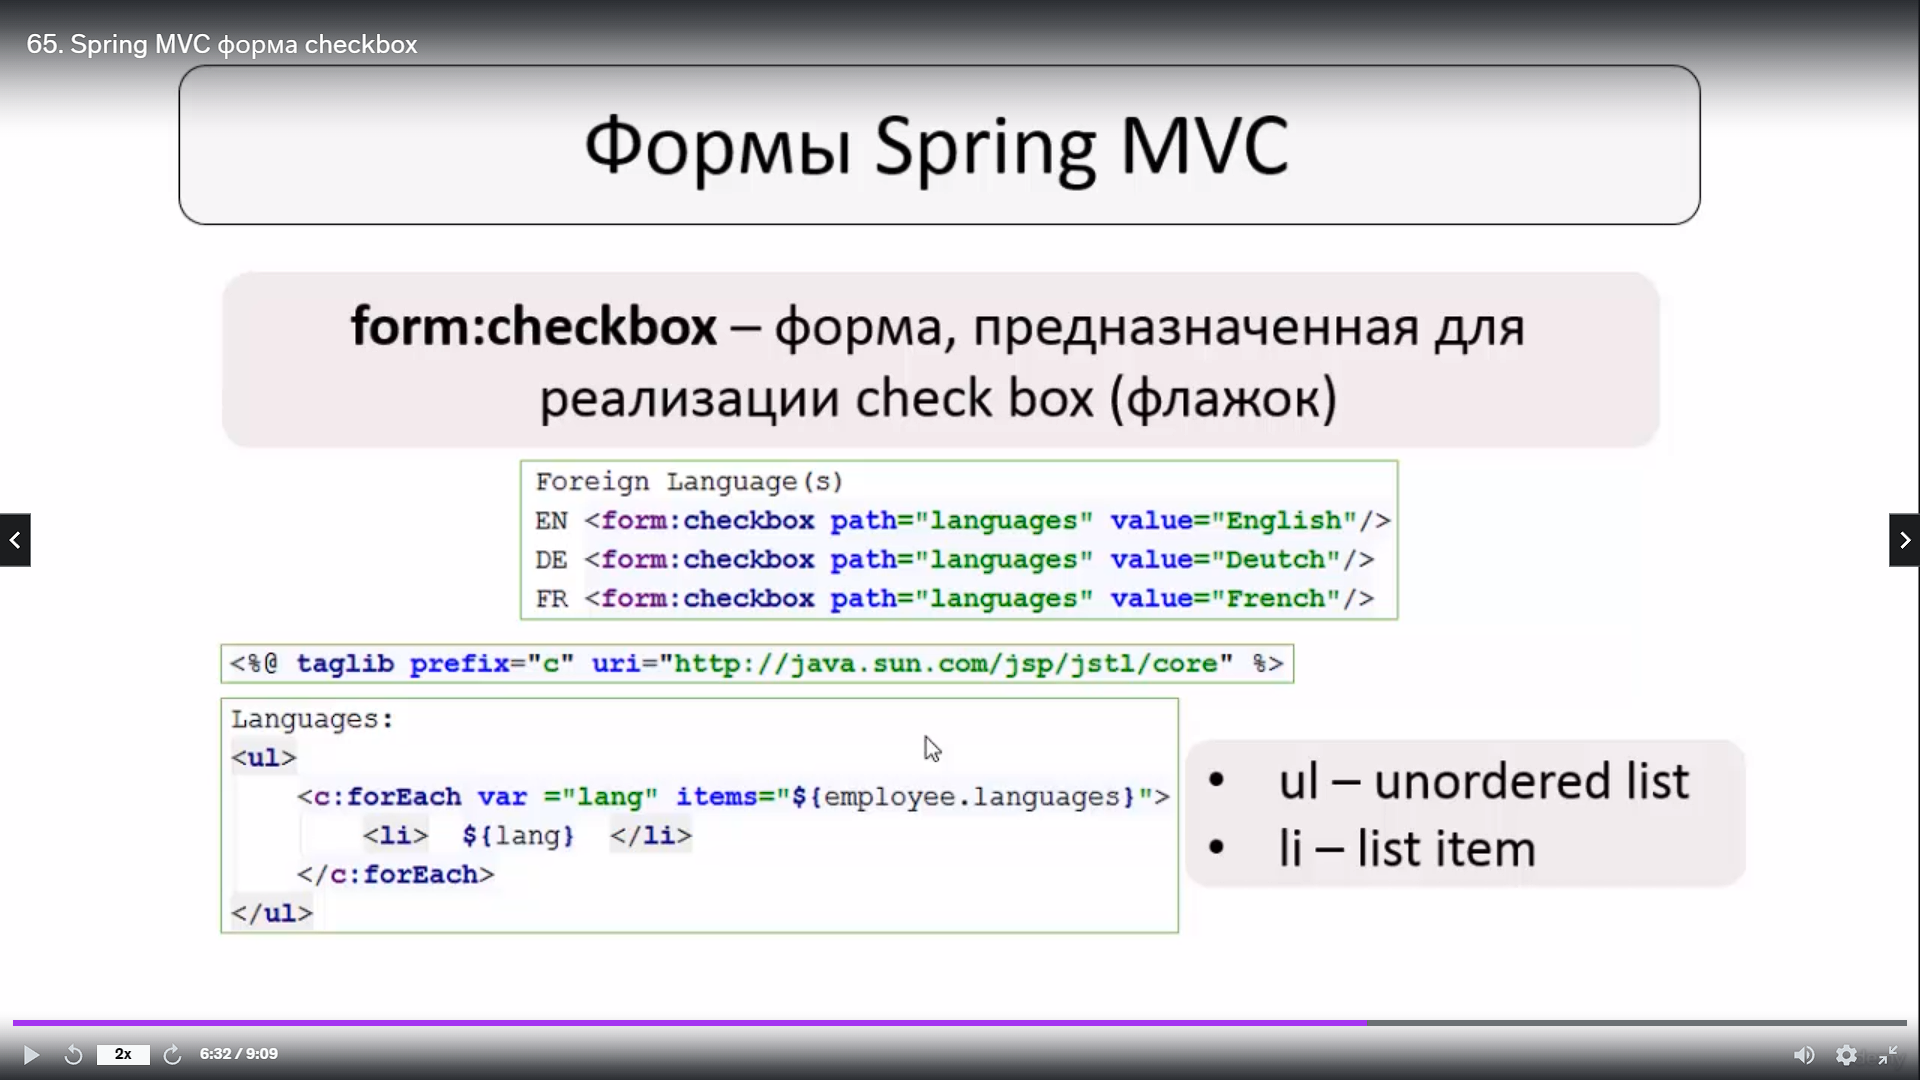 65. Spring MVC форма checkbox
Формы Spring MVC
form:checkbox – форма, предназначенная для
реализации check box (флажок)
Foreign Language(s)
EN <form:checkbox path="languages" value="English"/>
DE <form:checkbox path="languages" value="Deutch"/>
FR <form:checkbox path="languages" value="French"/>
<%@ taglib prefix="c" uri="http://java.sun.com/jsp/jstl/core" %>
Languages:
<ul>
<c:forEach var ="lang" items="${employee.languages}">
<li> ${lang} </li>
</c:forEach>
</ul>
• ul – unordered list
• li – list item
2x
6:32 / 9:09